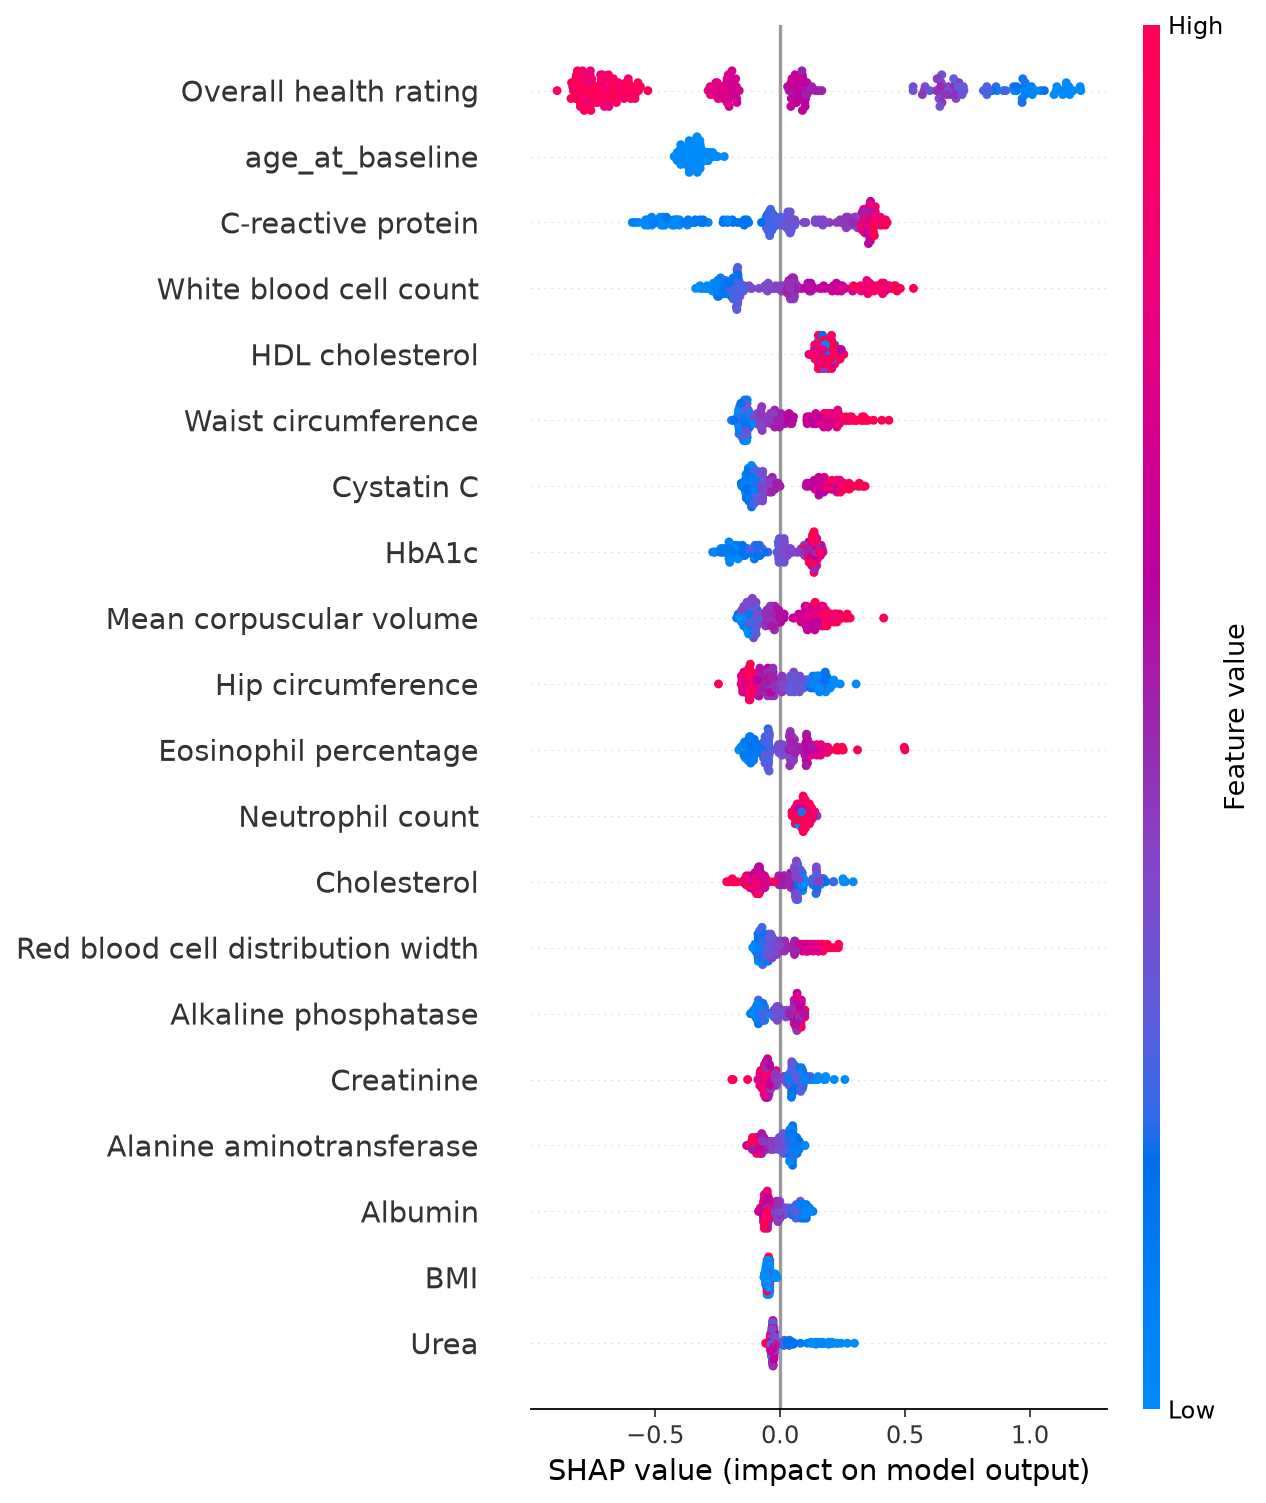 High
Overall health rating
age_at_baseline
C-reactive protein
White blood cell count
HDL cholesterol
Waist circumference
Cystatin C
HbA1c
Mean corpuscular volume
Hip circumference
Eosinophil percentage
Neutrophil count
Cholesterol
Red blood cell distribution width
Alkaline phosphatase
Creatinine
Alanine aminotransferase
Albumin
BMI
Urea
Feature value
Low
−0.5 0.0 0.5 1.0
SHAP value (impact on model output)